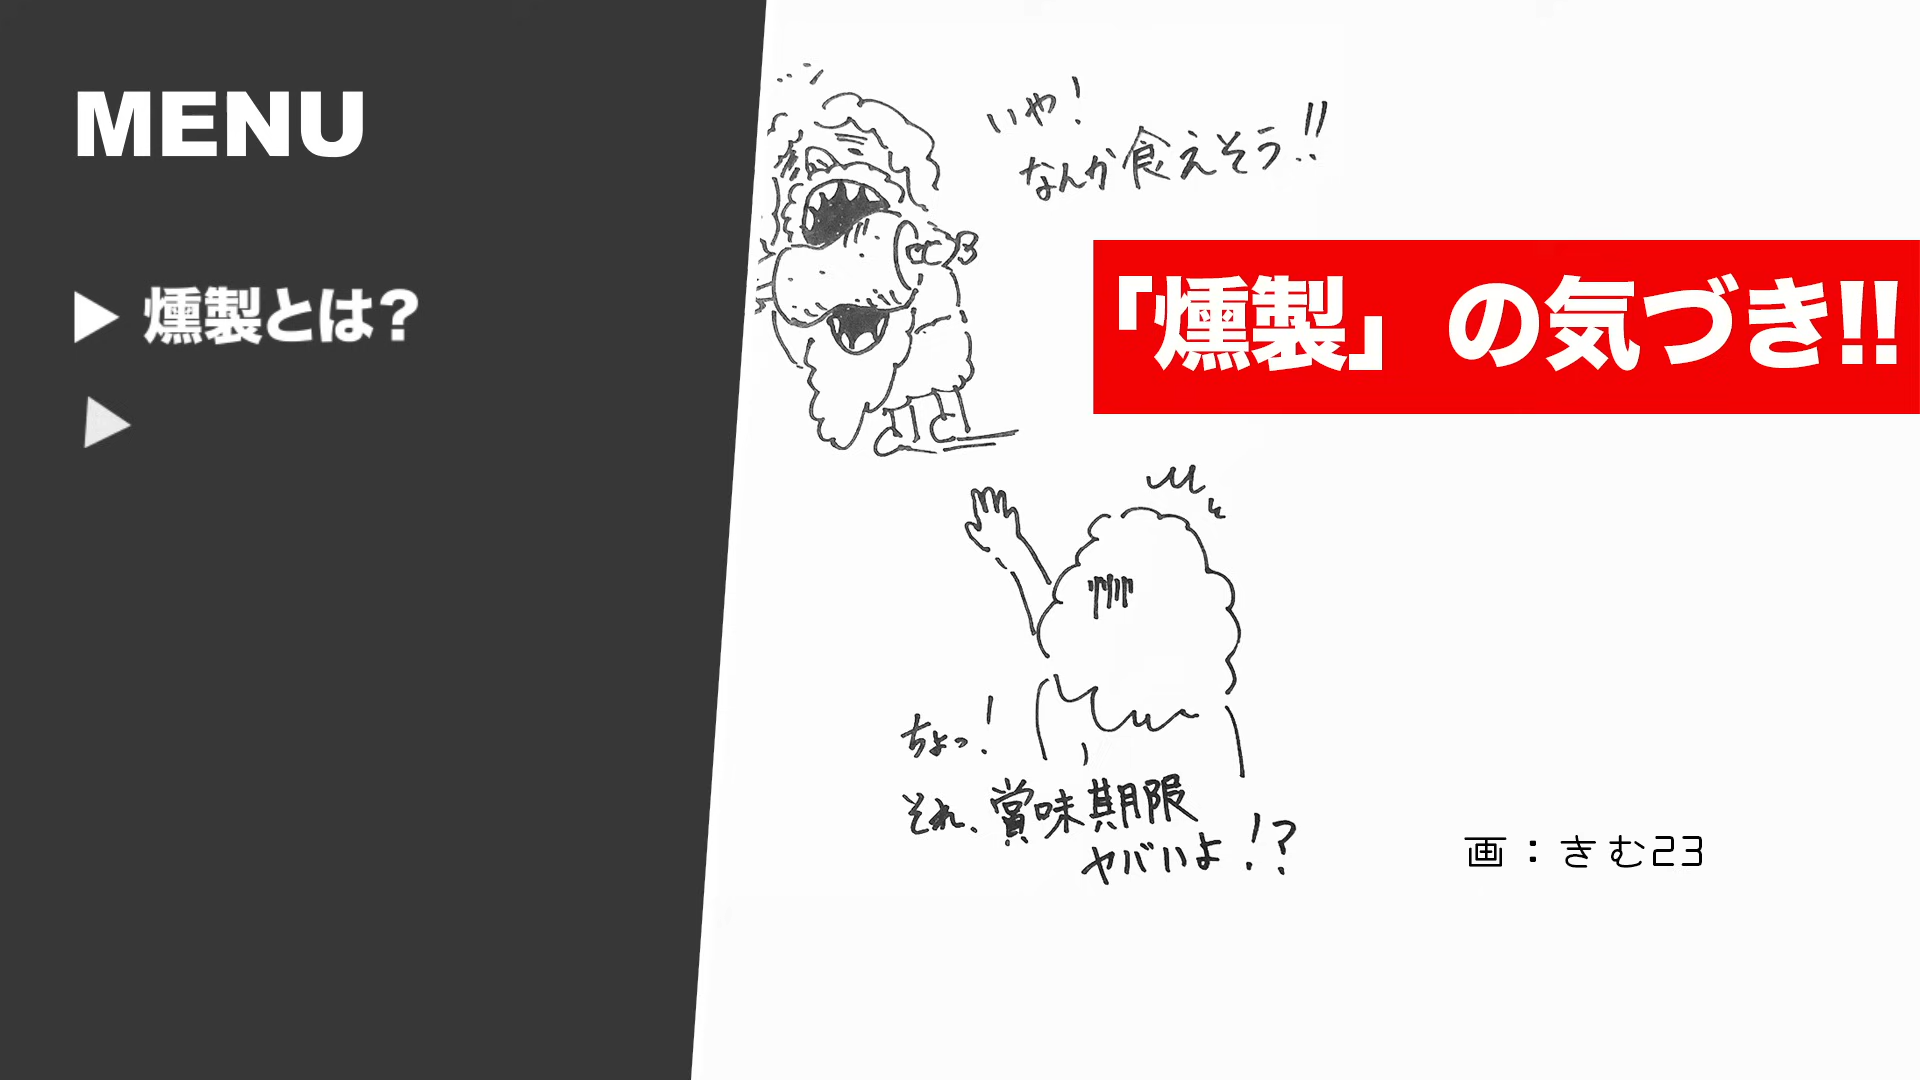 MENU
▶ 燻製とは？
▶
いや！
なんか食えそう!!
「燻製」の気づき!!
ちょっ！
それ、賞味期限
ヤバいよ！？
画：きむ23